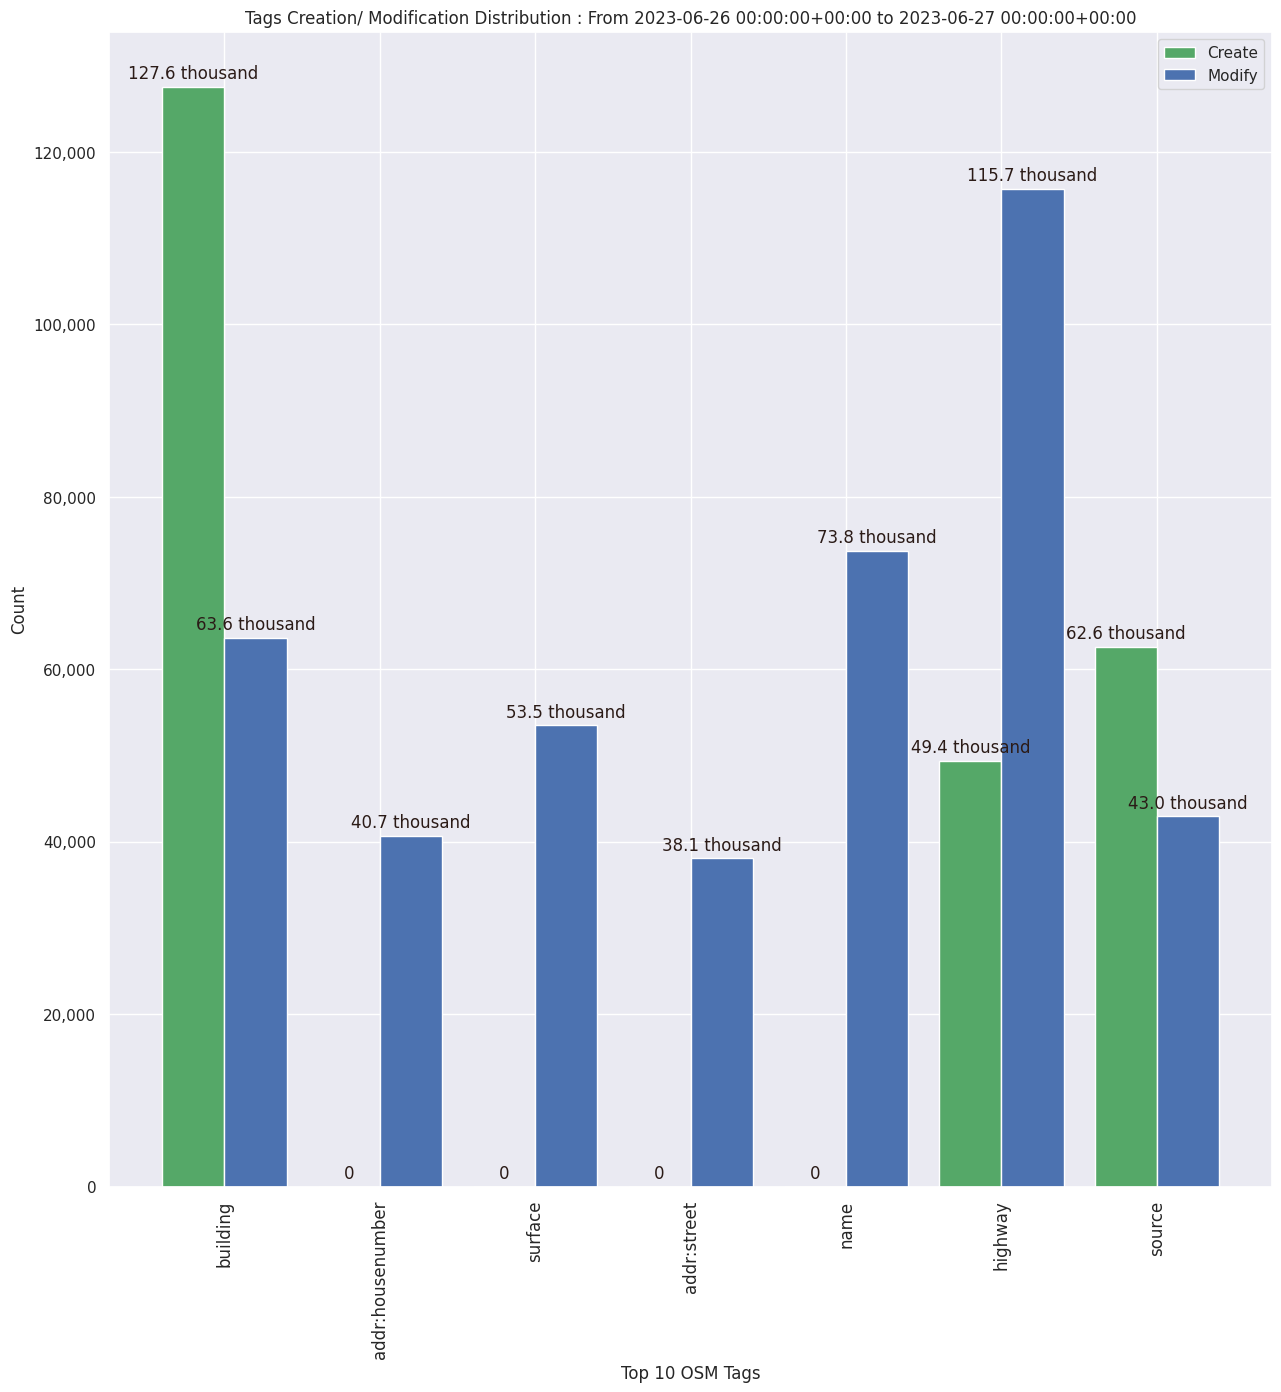 Tags Creation/ Modification Distribution : From 2023-06-26 00:00:00+00:00 to 2023-06-27 00:00:00+00:00
Create
Modify
127.6 thousand
63.6 thousand
0
40.7 thousand
0
53.5 thousand
0
38.1 thousand
0
73.8 thousand
49.4 thousand
115.7 thousand
62.6 thousand
43.0 thousand
Count
120,000
100,000
80,000
60,000
40,000
20,000
0
building
addr:housenumber
surface
addr:street
name
highway
source
Top 10 OSM Tags